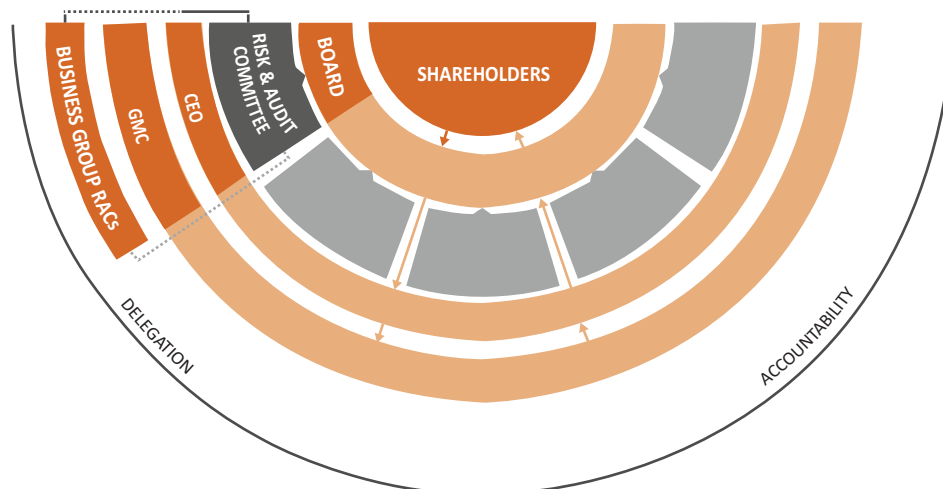 BUSINESS GROUP RACs
GMC
CEO
RISK & AUDIT
COMMITTEE
BOARD
SHAREHOLDERS
DELEGATION
ACCOUNTABILITY